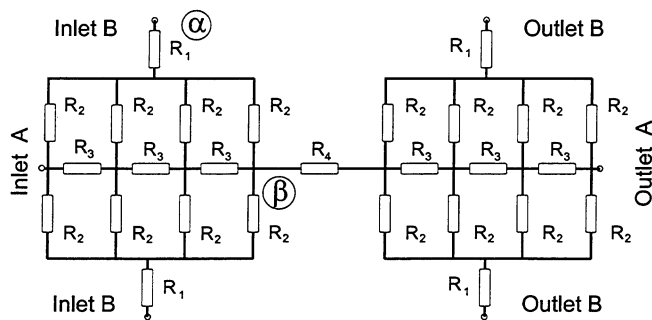 Inlet B α Outlet B
R1 R1
R2 R2 R2 R2 R2 R2 R2 R2
Inlet A R3 R3 R3 R4 R3 R3 R3 Outlet A
β
R2 R2 R2 R2 R2 R2 R2 R2
R1 R1
Inlet B Outlet B